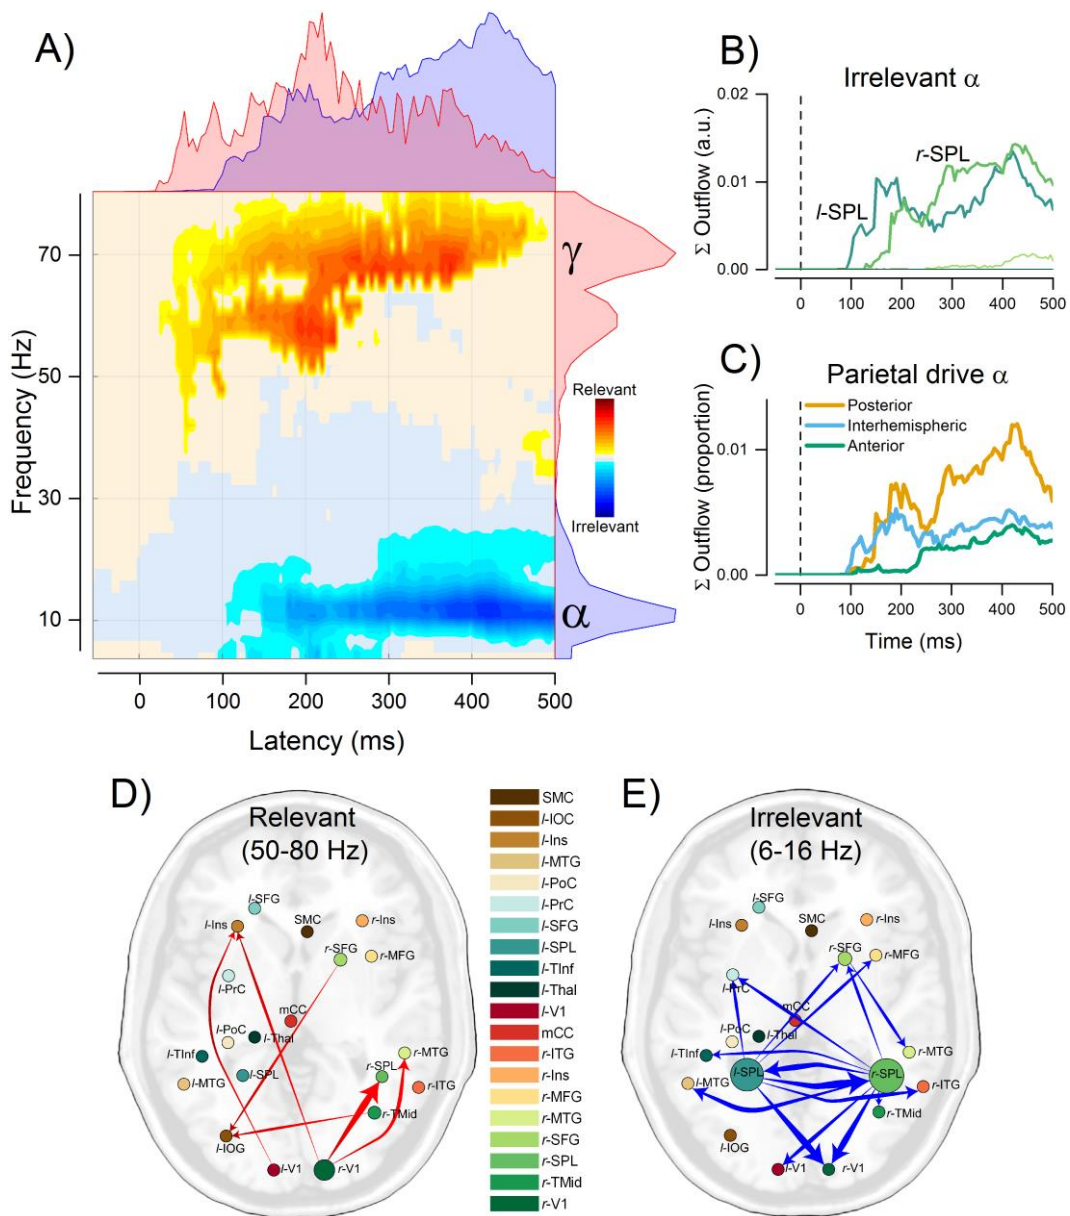 A)
γ
α
Relevant
Irrelevant
70
50
30
10
Frequency (Hz)
0
100
200
300
400
500
Latency (ms)
B)
Irrelevant α
0.02
0.01
0.00
Σ Outflow (a.u.)
r-SPL
l-SPL
0
100
200
300
400
500
C)
Parietal drive α
Posterior
Interhemispheric
Anterior
0.01
0.00
Σ Outflow (proportion)
0
100
200
300
400
500
Time (ms)
D)
Relevant
(50-80 Hz)
l-SFG
l-Ins
SMC
r-Ins
r-SFG
r-MFG
l-PrC
mCC
l-PoC
l-Thal
l-TInf
r-MTG
r-SPL
l-MTG
l-SPL
r-ITG
r-TMid
l-IOG
l-V1
r-V1
SMC
l-IOC
l-Ins
l-MTG
l-PoC
l-PrC
l-SFG
l-SPL
l-TInf
l-Thal
l-V1
mCC
r-ITG
r-Ins
r-MFG
r-MTG
r-SFG
r-SPL
r-TMid
r-V1
E)
Irrelevant
(6-16 Hz)
l-SFG
l-Ins
SMC
r-Ins
r-SFG
r-MFG
l-PrC
mCC
l-PoC
l-Thal
l-TInf
r-MTG
l-SPL
r-SPL
l-MTG
r-ITG
r-TMid
l-IOG
l-V1
r-V1